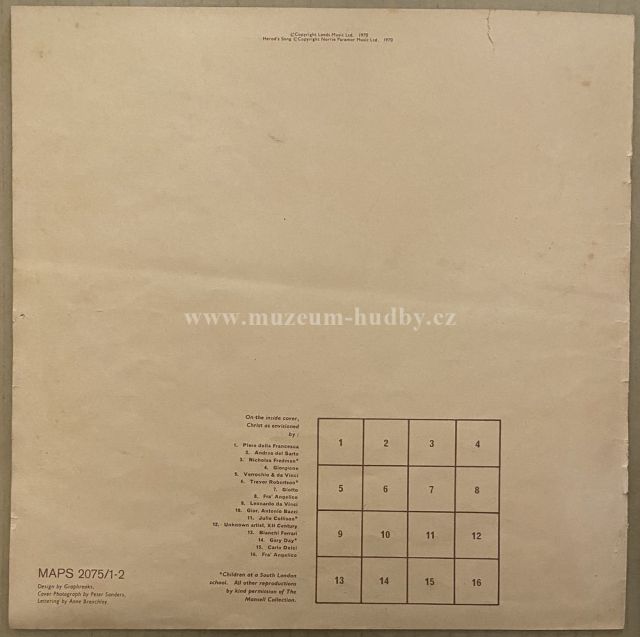 ©Copyright Leeds Music Ltd. 1970
Herod's Song ©Copyright Norrie Paramor Music Ltd. 1970
www.muzeum-hudby.cz
On the inside cover,
Christ as envisioned
by :
1. Piero della Francesca
2. Andrea del Sarto
3. Nicholas Fredman*
4. Giorgione
5. Verrochio & da Vinci
6. Trevor Robertson*
7. Giotto
8. Fra' Angelico
9. Leonardo da Vinci
10. Giov. Antonio Bazzi
11. Julie Collison*
12. Unknown artist, XII Century
13. Bianchi Ferrari
14. Gary Day*
15. Carlo Dolci
16. Fra' Angelico
*Children at a South London
school. All other reproductions
by kind permission of The
Mansell Collection.
1 2 3 4
5 6 7 8
9 10 11 12
13 14 15 16
MAPS 2075/1-2
Design by Graphreaks.
Cover Photograph by Peter Sanders.
Lettering by Anne Brenchley